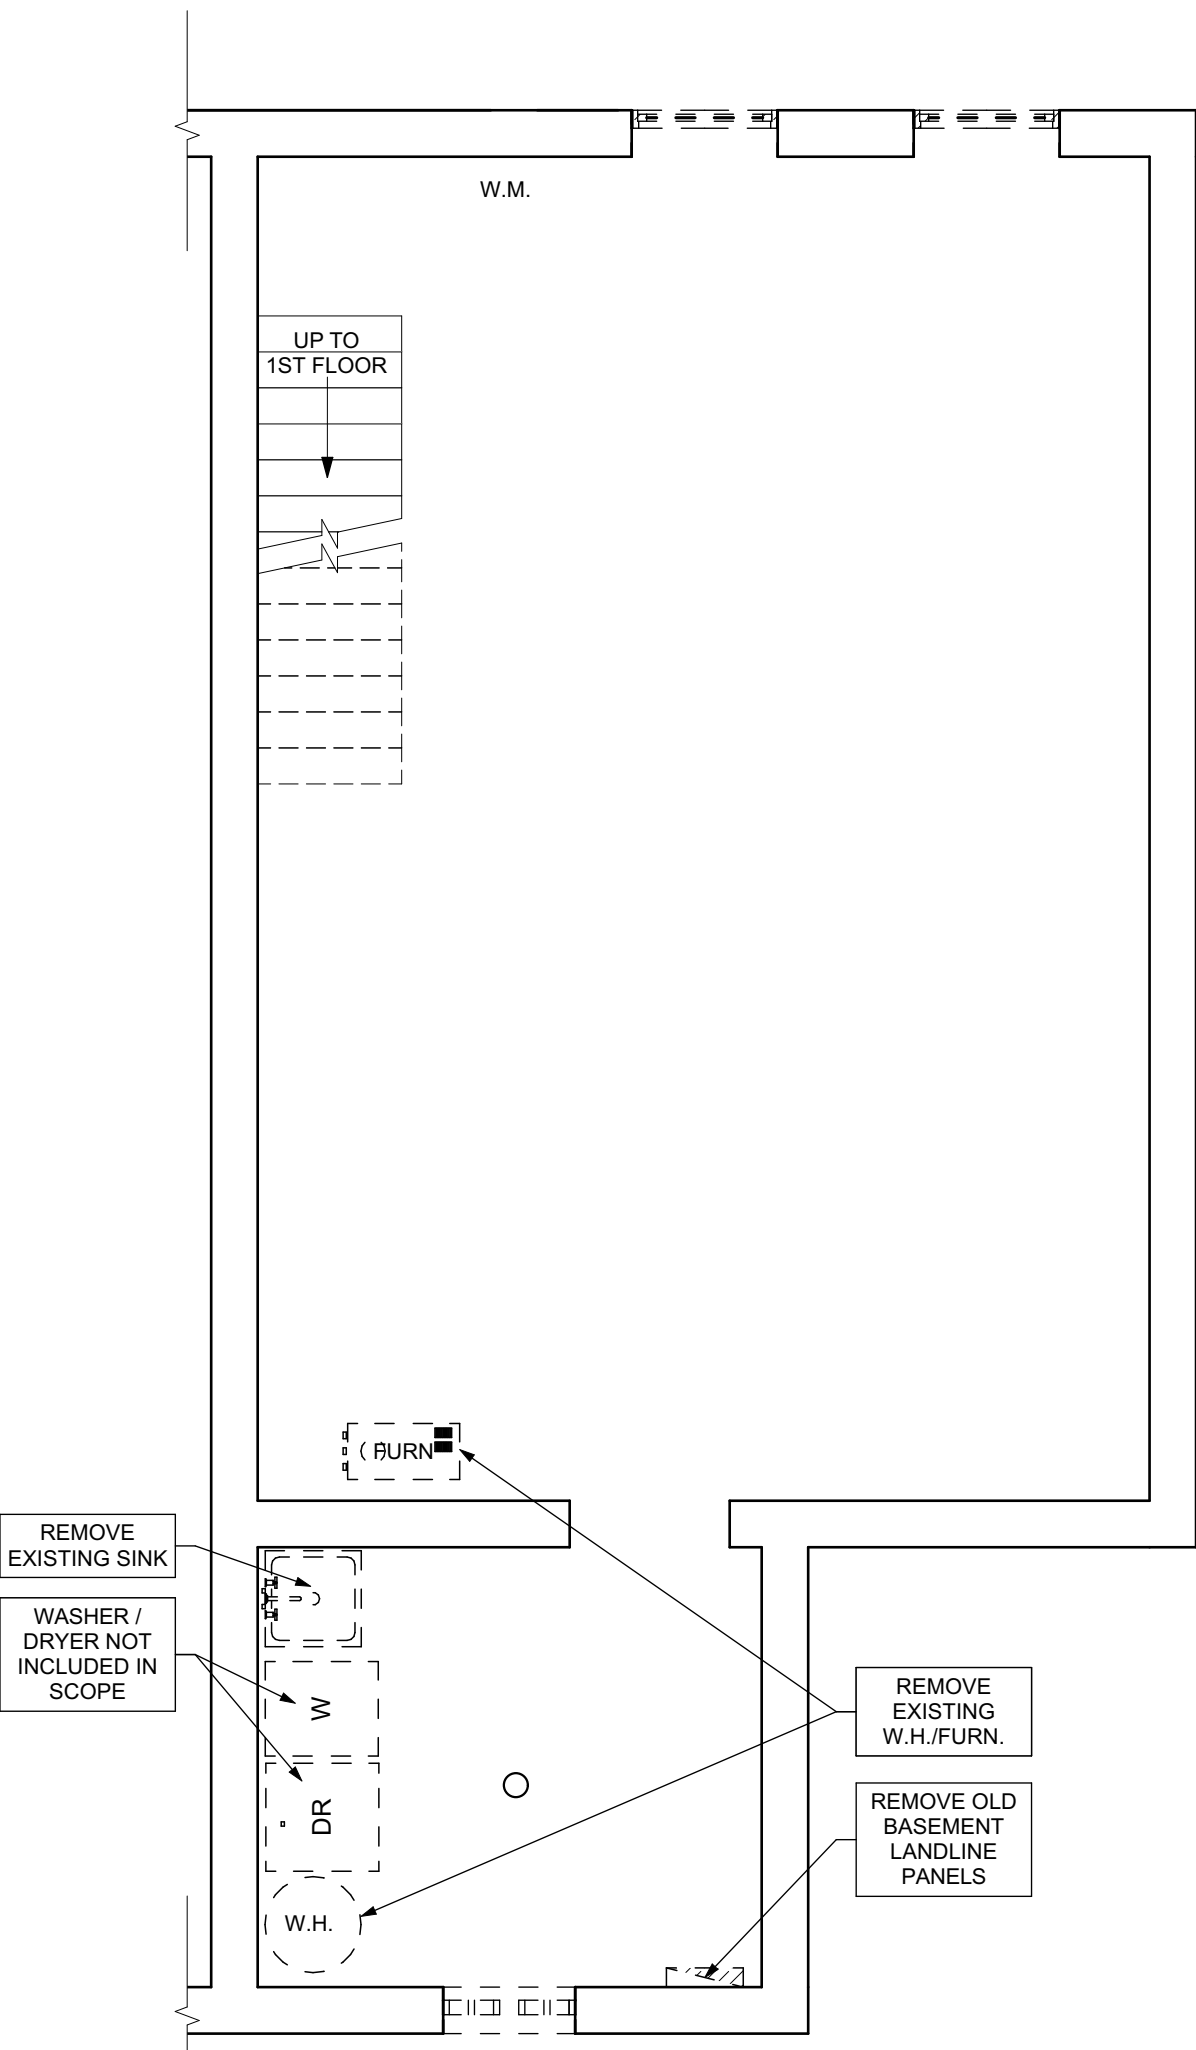 W.M.
UP TO
1ST FLOOR
FURN
REMOVE
EXISTING SINK
WASHER /
DRYER NOT
INCLUDED IN
SCOPE
W
DR
W.H.
REMOVE
EXISTING
W.H./FURN.
REMOVE OLD
BASEMENT
LANDLINE
PANELS